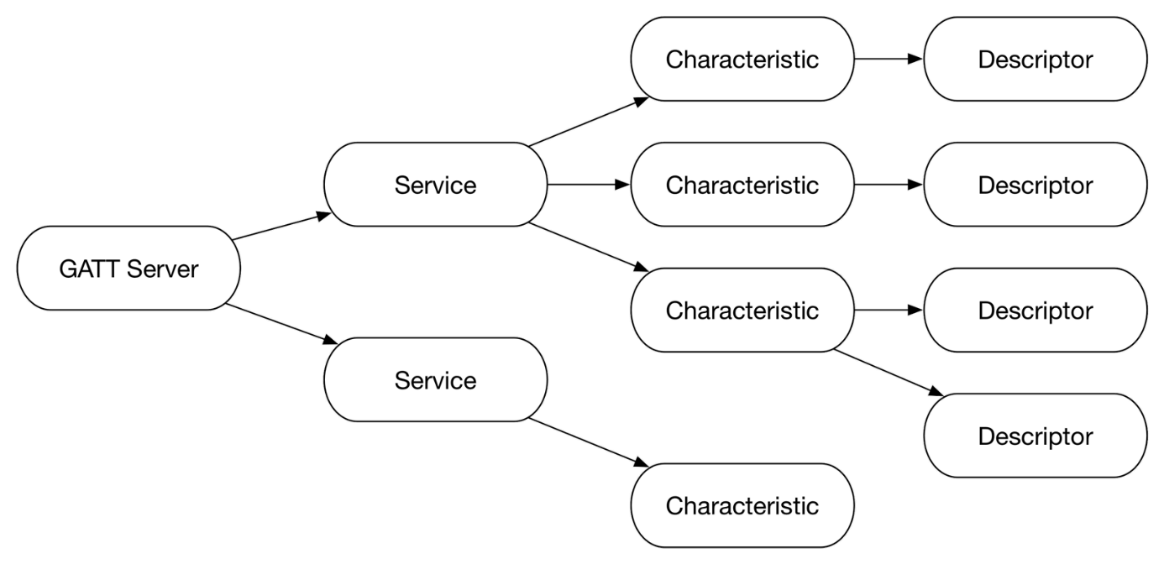 Characteristic
Descriptor
Service
Characteristic
Descriptor
GATT Server
Characteristic
Descriptor
Service
Descriptor
Characteristic